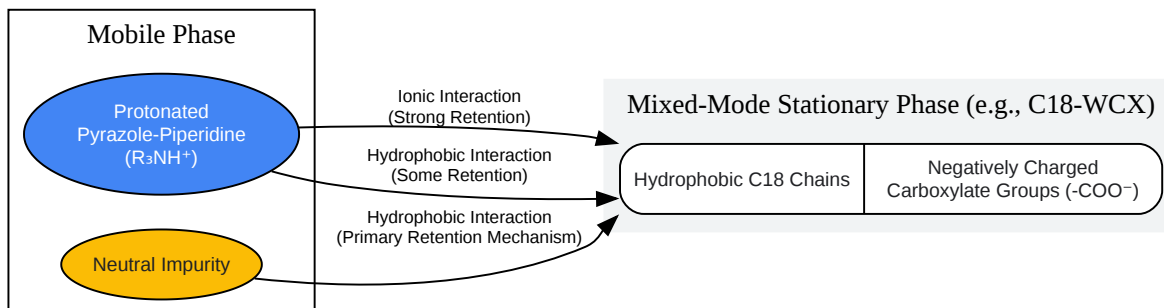 Mobile Phase
Protonated
Pyrazole-Piperidine
(R₃NH⁺)
Neutral Impurity
Ionic Interaction
(Strong Retention)
Hydrophobic Interaction
(Some Retention)
Hydrophobic Interaction
(Primary Retention Mechanism)
Mixed-Mode Stationary Phase (e.g., C18-WCX)
Hydrophobic C18 Chains
Negatively Charged
Carboxylate Groups (-COO⁻)